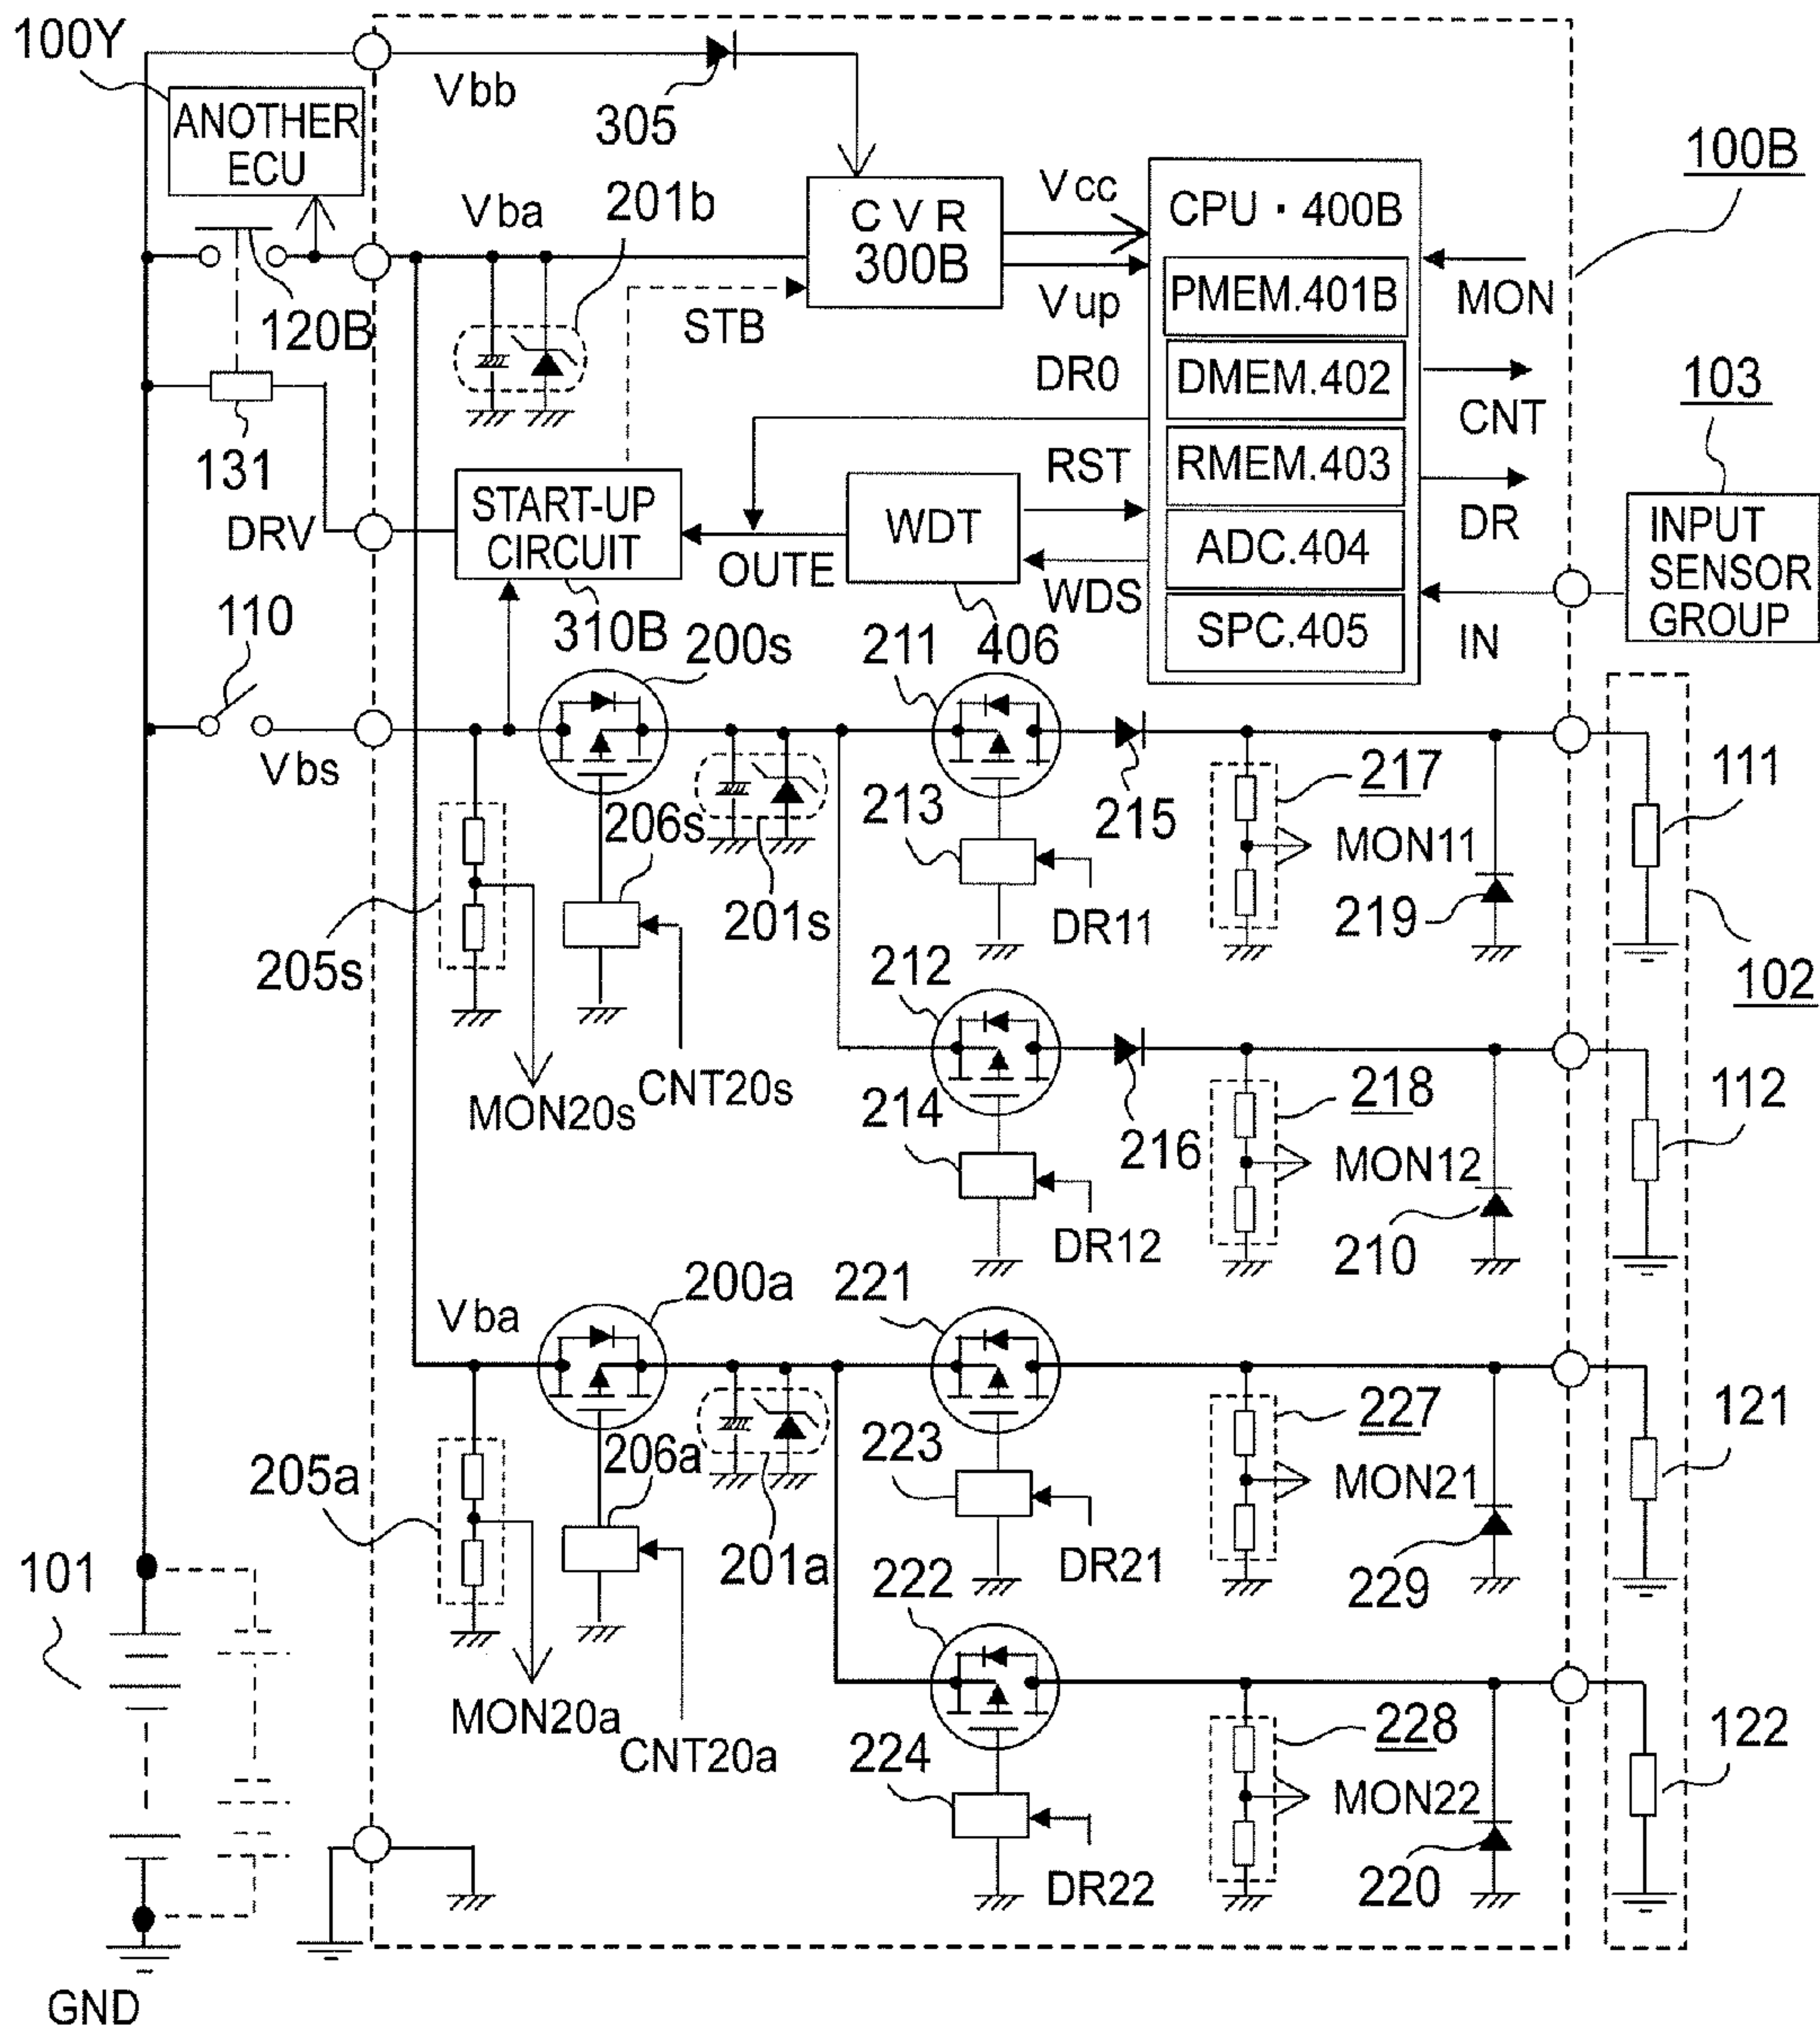 100Y
ANOTHER
ECU
Vbb
305
100B
Vba
201b
CVR
300B
Vcc
Vup
CPU・400B
PMEM.401B
DMEM.402
RMEM.403
ADC.404
SPC.405
MON
CNT
DR
IN
120B
STB
DR0
103
INPUT
SENSOR
GROUP
131
DRV
START-UP
CIRCUIT
310B
OUTE
WDT
406
RST
WDS
110
Vbs
200s
211
206s
201s
213
215
217
MON11
111
205s
DR11
219
102
212
MON20s
CNT20s
214
216
218
MON12
112
DR12
210
Vba
200a
221
205a
206a
201a
223
227
MON21
121
DR21
229
101
222
MON20a
CNT20a
224
228
MON22
122
DR22
220
GND